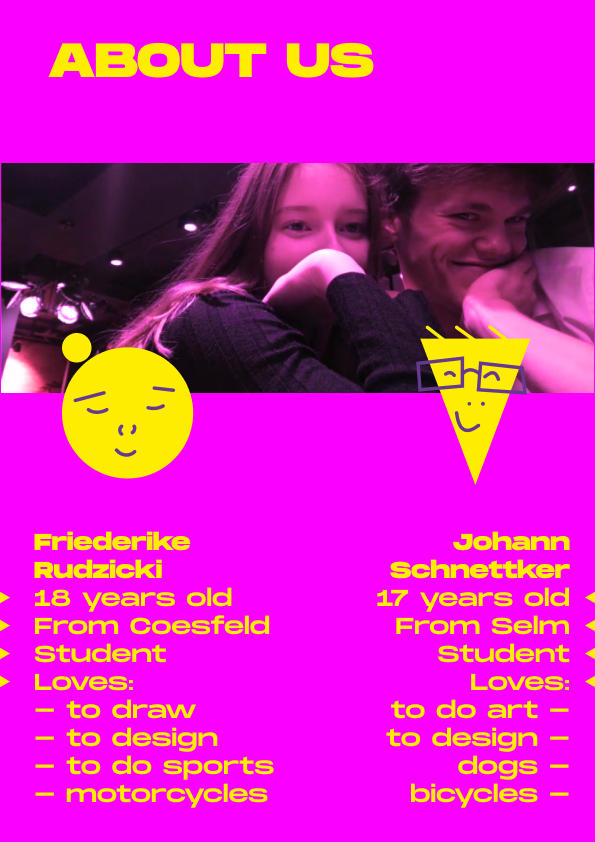 ABOUT US
Friederike
Rudzicki
18 years old
From Coesfeld
Student
Loves:
– to draw
– to design
– to do sports
– motorcycles
Johann
Schnettker
17 years old
From Selm
Student
Loves:
to do art –
to design –
dogs –
bicycles –